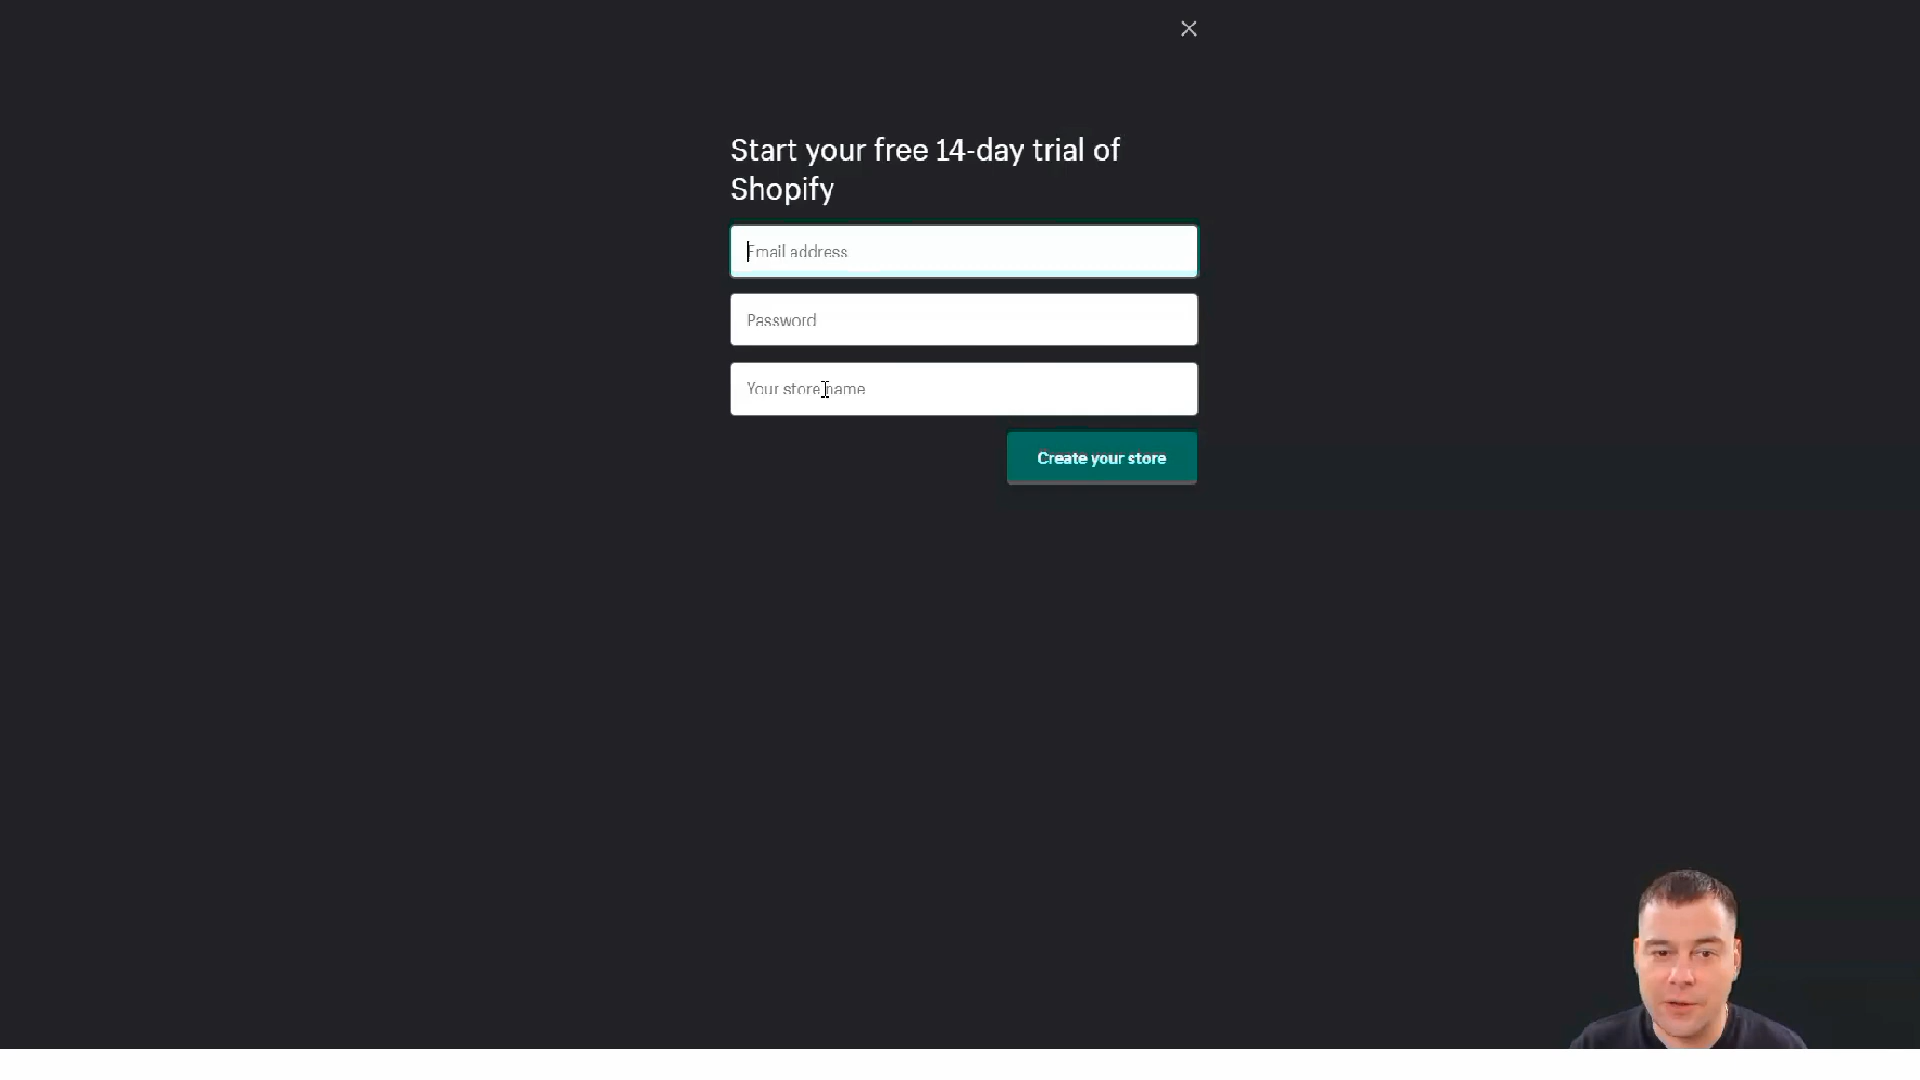 Start your free 14-day trial of
Shopify
Email address
Password
Your store name
Create your store